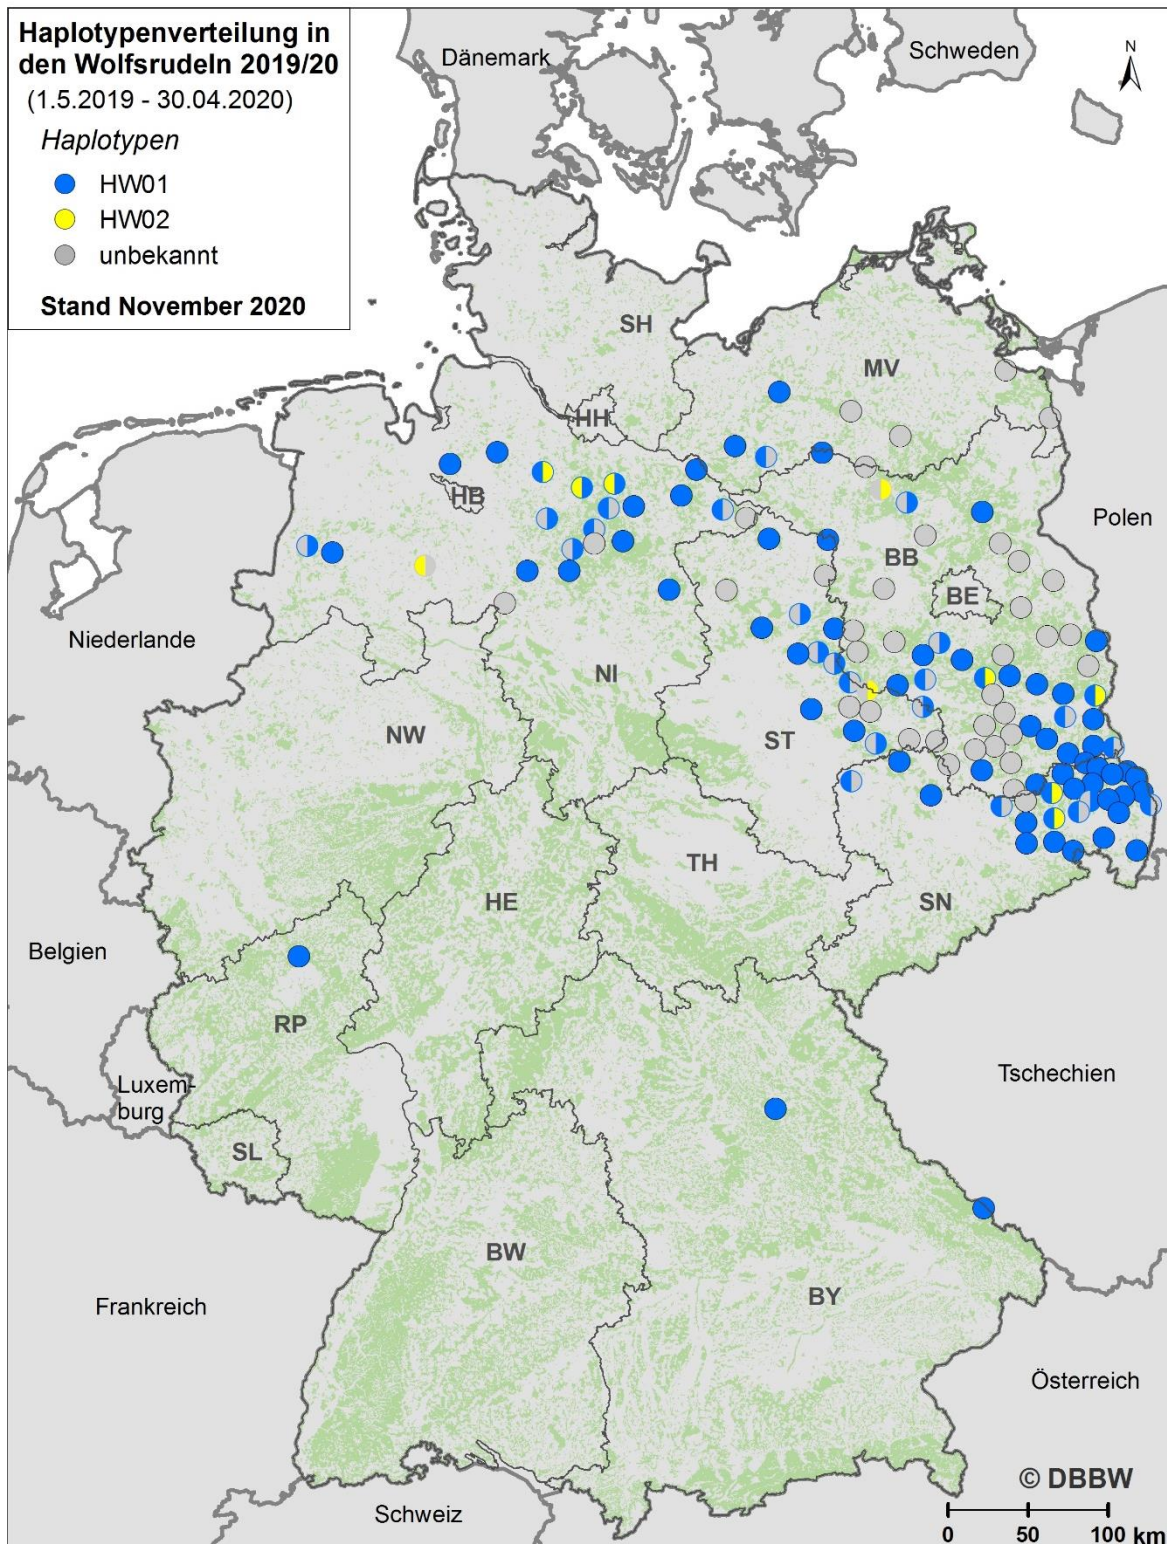 Haplotypenverteilung in
den Wolfsrudeln 2019/20
(1.5.2019 - 30.04.2020)
Haplotypen
HW01
HW02
unbekannt
Stand November 2020
Dänemark
Schweden
N
SH
MV
HH
HB
Polen
BB
BE
Niederlande
NI
NW
ST
TH
HE
SN
Belgien
RP
Tschechien
Luxem-
burg
SL
BW
BY
Frankreich
Österreich
© DBBW
Schweiz
0 50 100 km